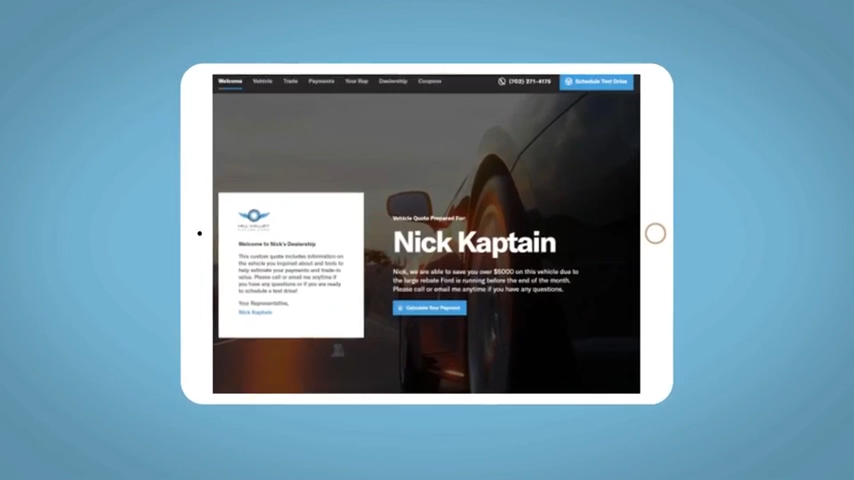 Welcome Vehicle Trade Payments Your Rep Dealership Coupons (702) 271-4175 Schedule Test Drive
Vehicle Quote Prepared For:
Nick Kaptain
Nick, we are able to save you over $5000 on this vehicle due to
the large rebate Ford is running before the end of the month.
Please call or email me anytime if you have any questions.
Calculate Your Payment
HILL VALLEY
Welcome to Nick's Dealership
This custom quote includes information on
the vehicle you inquired about and tools to
help estimate your payments and trade-in
value. Please call or email me anytime if
you have any questions or if you are ready
to schedule a test drive!
Your Representative,
Nick Kaptain